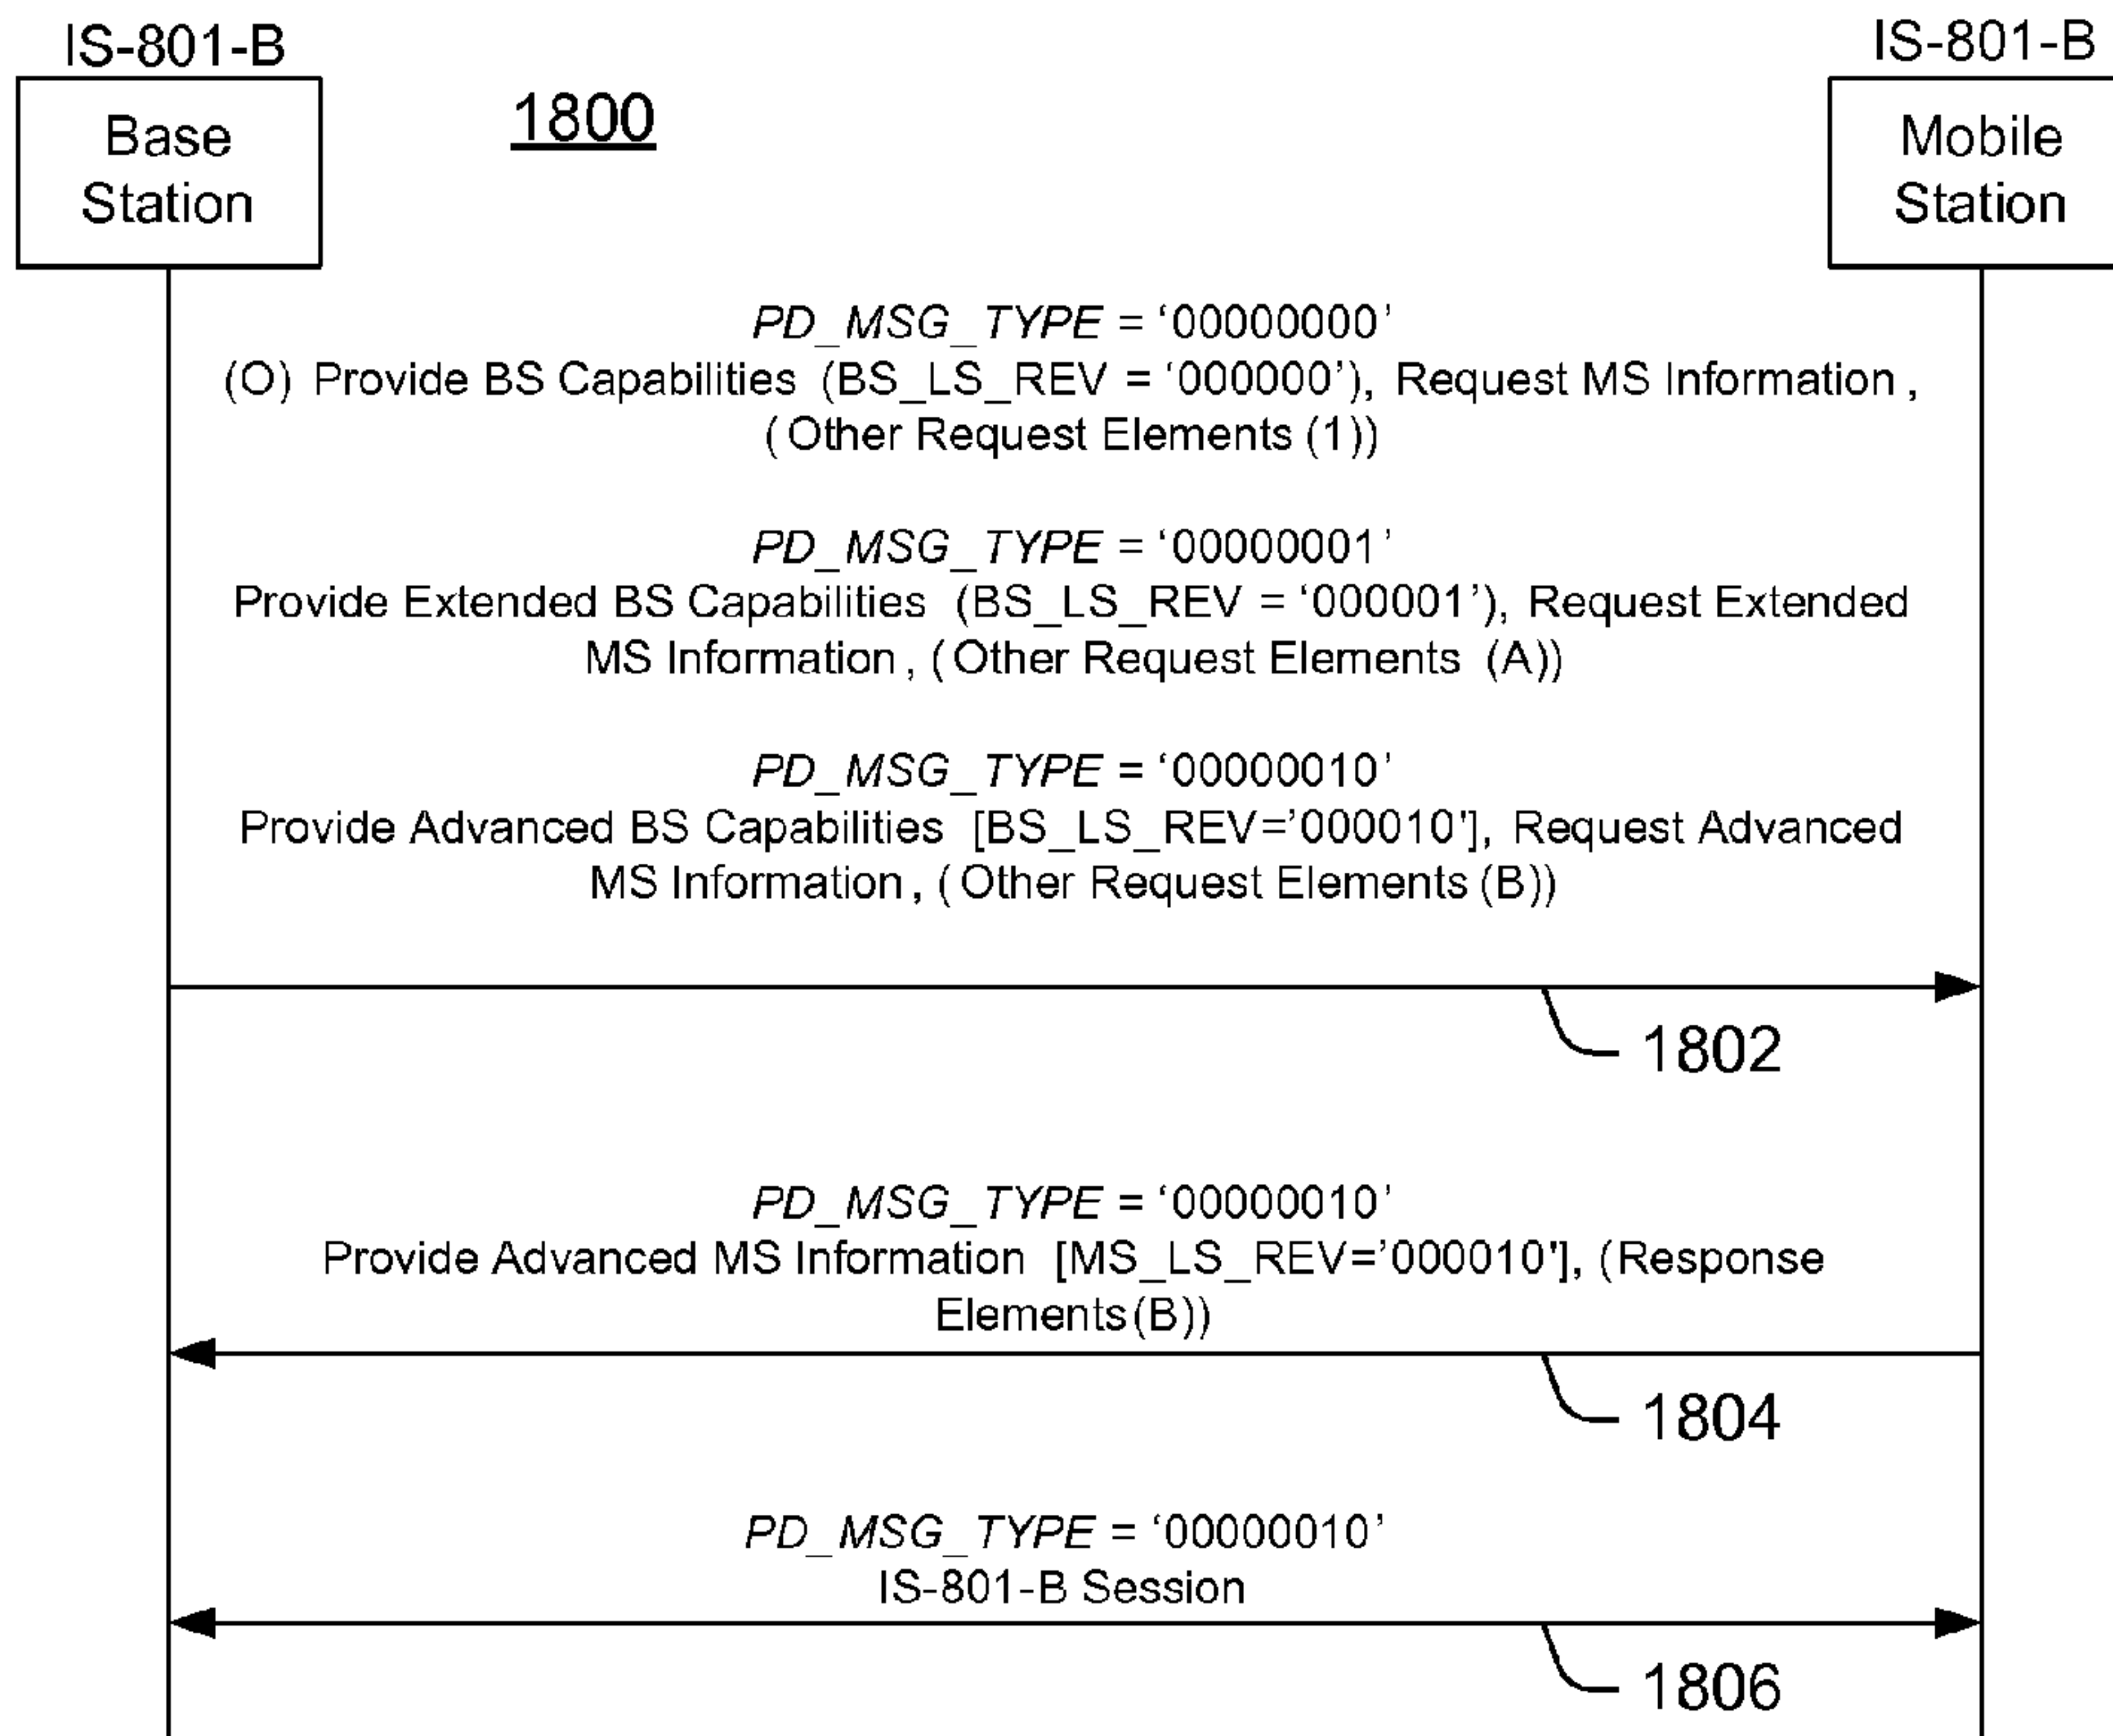 IS-801-B
IS-801-B
Base
Station
1800
Mobile
Station
PD_MSG_TYPE = ‘00000000’
(O) Provide BS Capabilities (BS_LS_REV = ‘000000’), Request MS Information,
(Other Request Elements (1))
PD_MSG_TYPE = ‘00000001’
Provide Extended BS Capabilities (BS_LS_REV = ‘000001’), Request Extended
MS Information, (Other Request Elements (A))
PD_MSG_TYPE = ‘00000010’
Provide Advanced BS Capabilities [BS_LS_REV=’000010'], Request Advanced
MS Information, (Other Request Elements (B))
1802
PD_MSG_TYPE = ‘00000010’
Provide Advanced MS Information [MS_LS_REV=’000010'], (Response
Elements(B))
1804
PD_MSG_TYPE = ‘00000010’
IS-801-B Session
1806